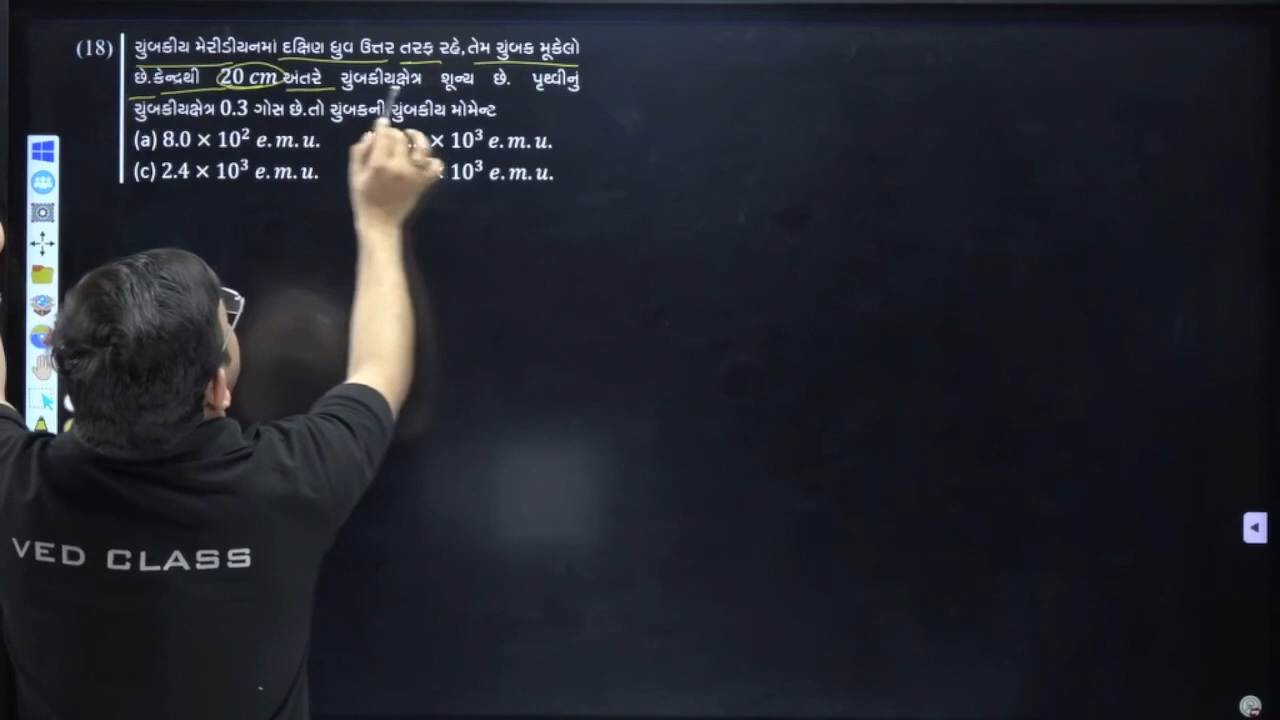 (18) ચુંબકીય મેરીડીયનમાં દક્ષિણ ધ્રુવ ઉત્તર તરફ રહે, તેમ ચુંબક મૂકેલો
છે.કેન્દ્રથી 20 cm અંતરે ચુંબકીયક્ષેત્ર શૂન્ય છે. પૃથ્વીનું
ચુંબકીયક્ષેત્ર 0.3 ગોસ છે.તો ચુંબકની ચુંબકીય મોમેન્ટ
(a) 8.0 × 10² e.m.u. × 10³ e.m.u.
(c) 2.4 × 10³ e.m.u. × 10³ e.m.u.
VED CLASS